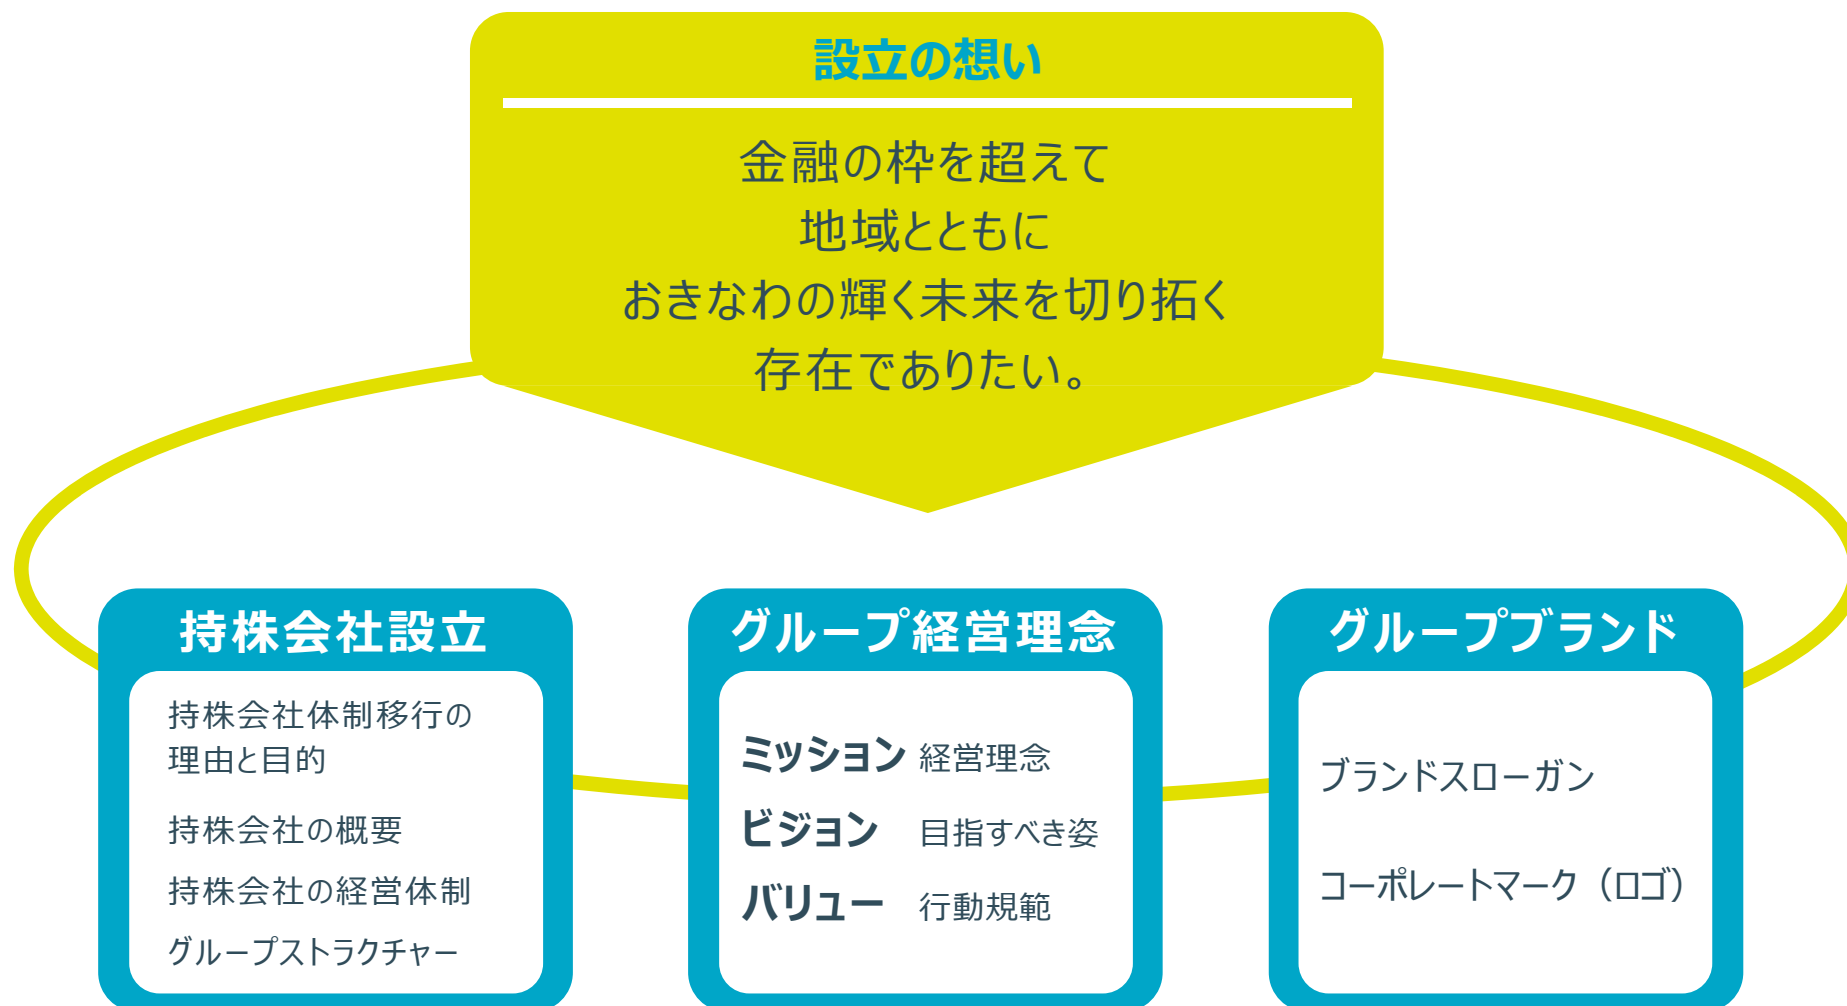 設立の想い
金融の枠を超えて
地域とともに
おきなわの輝く未来を切り拓く
存在でありたい。
持株会社設立
持株会社体制移行の
理由と目的
持株会社の概要
持株会社の経営体制
グループストラクチャー
グループ経営理念
ミッション 経営理念
ビジョン 目指すべき姿
バリュー 行動規範
グループブランド
ブランドスローガン
コーポレートマーク（ロゴ）